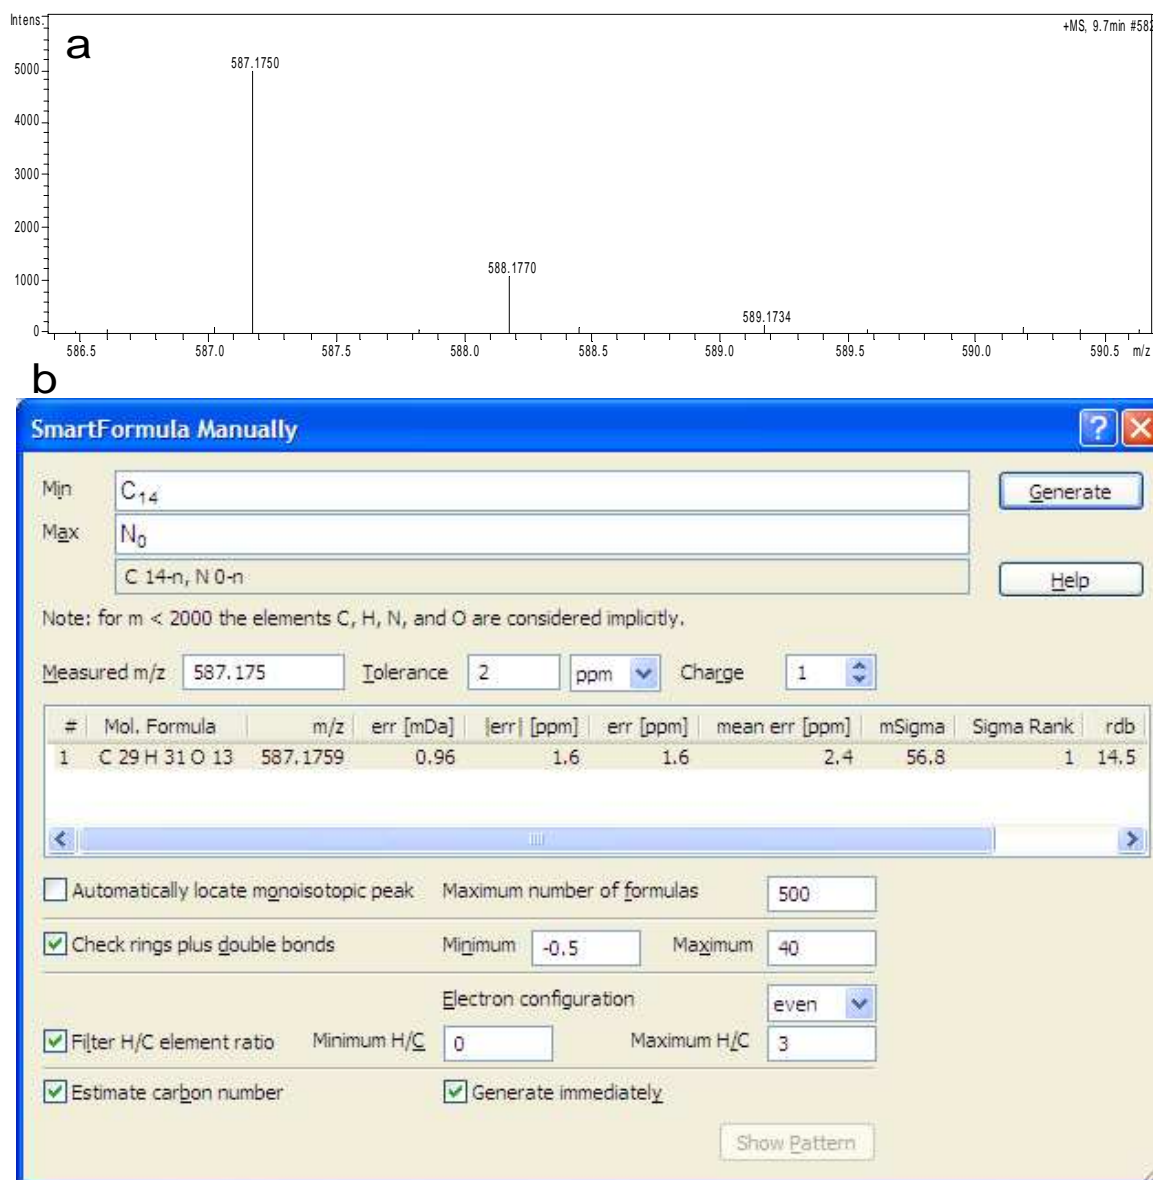 Intens.
+MS, 9.7min #582
a
587.1750
5000
4000
3000
2000
588.1770
1000
589.1734
0
586.5 587.0 587.5 588.0 588.5 589.0 589.5 590.0 590.5 m/z
b
SmartFormula Manually
Min C14
Generate
Max N0
C 14-n, N 0-n
Help
Note: for m < 2000 the elements C, H, N, and O are considered implicitly.
Measured m/z 587.175 Tolerance 2 ppm Charge 1
# Mol. Formula m/z err [mDa] |err| [ppm] err [ppm] mean err [ppm] mSigma Sigma Rank rdb
1 C 29 H 31 O 13 587.1759 0.96 1.6 1.6 2.4 56.8 1 14.5
Automatically locate monoisotopic peak Maximum number of formulas 500
Check rings plus double bonds Minimum -0.5 Maximum 40
Electron configuration even
Filter H/C element ratio Minimum H/C 0 Maximum H/C 3
Estimate carbon number Generate immediately
Show Pattern